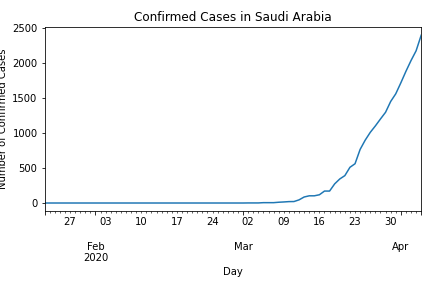 Confirmed Cases in Saudi Arabia
Number of Confirmed Cases
2500
2000
1500
1000
500
0
27 03 10 17 24 02 09 16 23 30
Feb Mar Apr
2020
Day